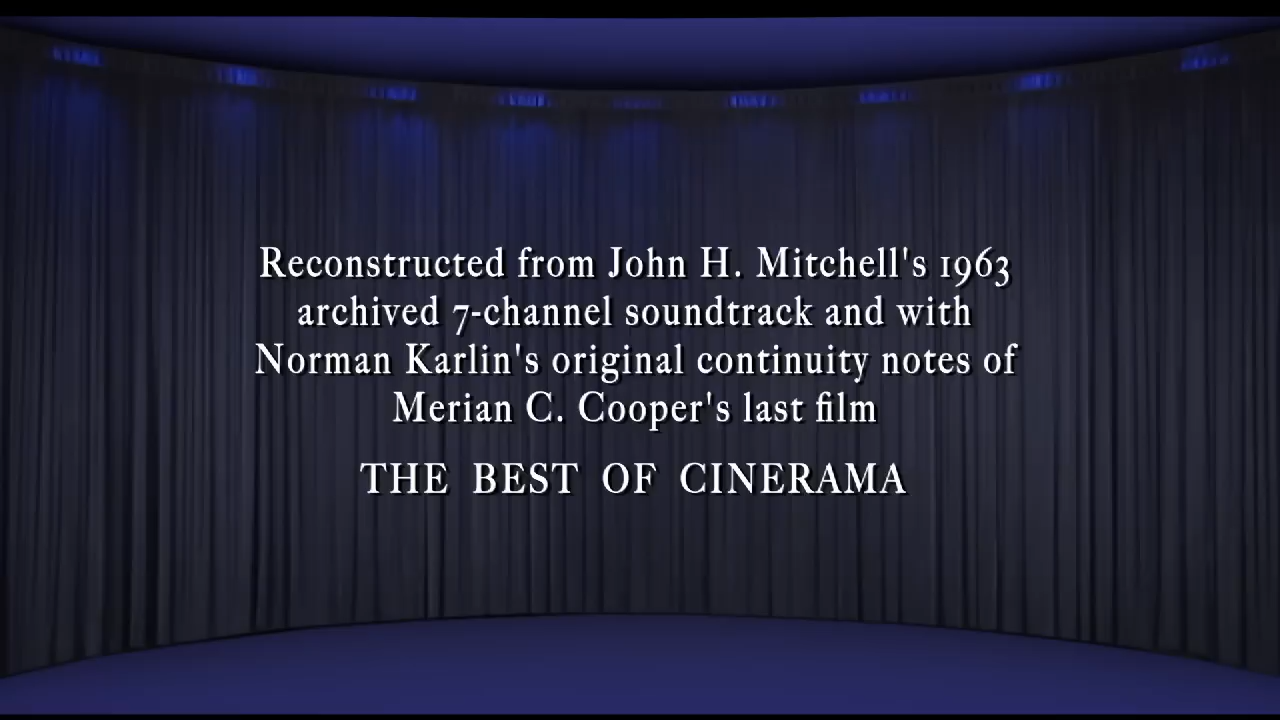 Reconstructed from John H. Mitchell's 1963
archived 7-channel soundtrack and with
Norman Karlin's original continuity notes of
Merian C. Cooper's last film
THE BEST OF CINERAMA